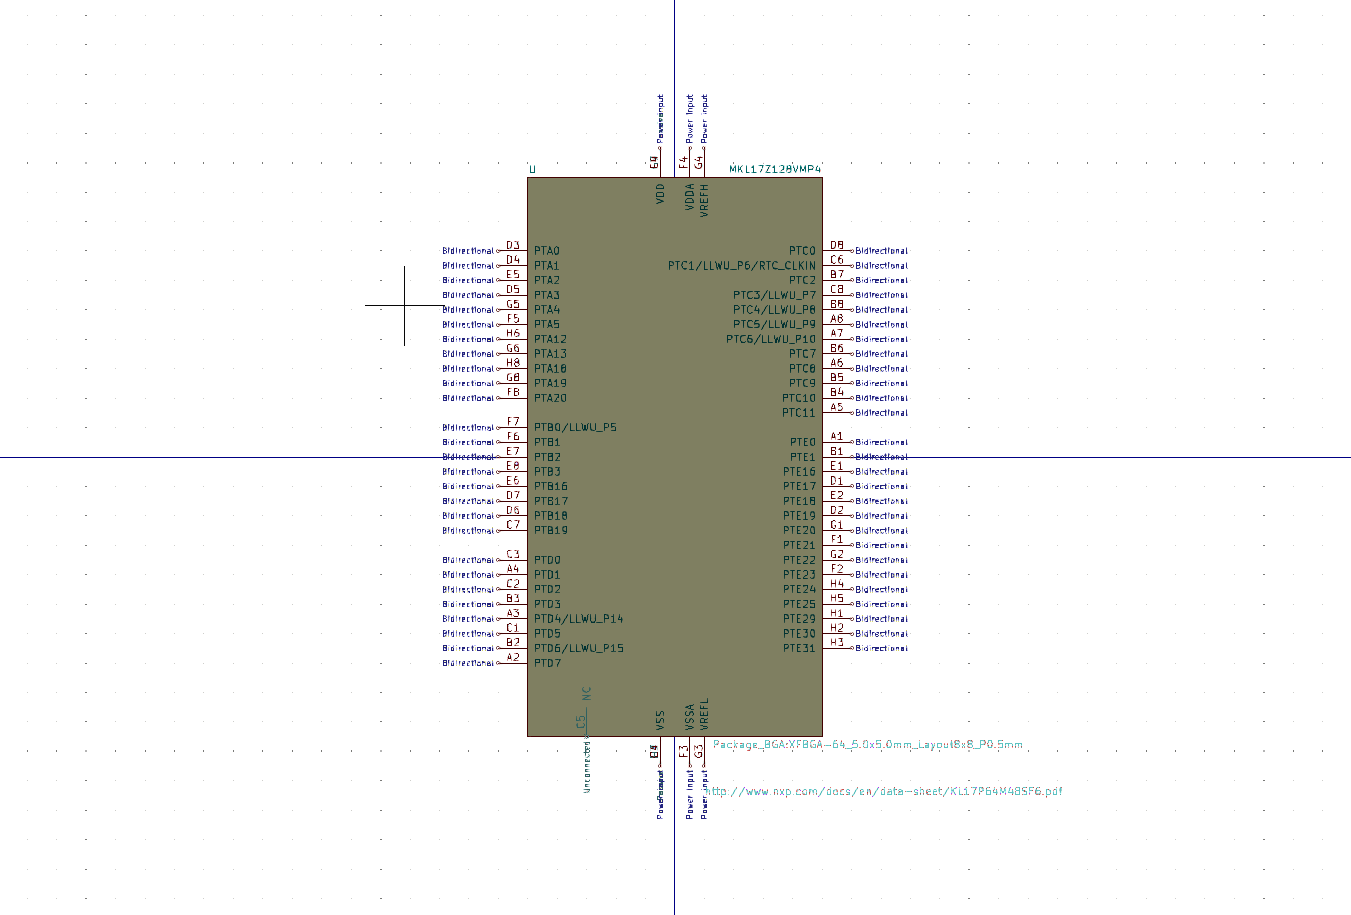 Power Input Power Input
F4 G4
U MKL17Z128VMP4
VDD VDDA VREFH
Bidirectional D3 PTA0 PTC0 D8 Bidirectional
Bidirectional D4 PTA1 PTC1/LLWU_P6/RTC_CLKIN C6 Bidirectional
Bidirectional E5 PTA2 PTC2 B7 Bidirectional
Bidirectional D5 PTA3 PTC3/LLWU_P7 C8 Bidirectional
Bidirectional G5 PTA4 PTC4/LLWU_P8 B8 Bidirectional
Bidirectional F5 PTA5 PTC5/LLWU_P9 A8 Bidirectional
Bidirectional H6 PTA12 PTC6/LLWU_P10 A7 Bidirectional
Bidirectional G6 PTA13 PTC7 B6 Bidirectional
Bidirectional H8 PTA18 PTC8 A6 Bidirectional
Bidirectional G8 PTA19 PTC9 B5 Bidirectional
Bidirectional F8 PTA20 PTC10 B4 Bidirectional
PTC11 A5 Bidirectional
Bidirectional F7 PTB0/LLWU_P5
Bidirectional F6 PTB1 PTE0 A1 Bidirectional
Bidirectional E7 PTB2 PTE1 B1 Bidirectional
Bidirectional E8 PTB3 PTE16 E1 Bidirectional
Bidirectional E6 PTB16 PTE17 D1 Bidirectional
Bidirectional D7 PTB17 PTE18 E2 Bidirectional
Bidirectional D6 PTB18 PTE19 D2 Bidirectional
Bidirectional C7 PTB19 PTE20 G1 Bidirectional
PTE21 F1 Bidirectional
Bidirectional C3 PTD0 PTE22 G2 Bidirectional
Bidirectional A4 PTD1 PTE23 F2 Bidirectional
Bidirectional C2 PTD2 PTE24 H4 Bidirectional
Bidirectional B3 PTD3 PTE25 H5 Bidirectional
Bidirectional A3 PTD4/LLWU_P14 PTE29 H1 Bidirectional
Bidirectional C1 PTD5 PTE30 H2 Bidirectional
Bidirectional B2 PTD6/LLWU_P15 PTE31 H3 Bidirectional
Bidirectional A2 PTD7
C5 NC VSS VSSA VREFL
F3 G3
Package_BGA:XFBGA-64_5.0x5.0mm_Layout8x8_P0.5mm
Unconnected Power Input Power Input
http://www.nxp.com/docs/en/data-sheet/KL17P64M48SF6.pdf